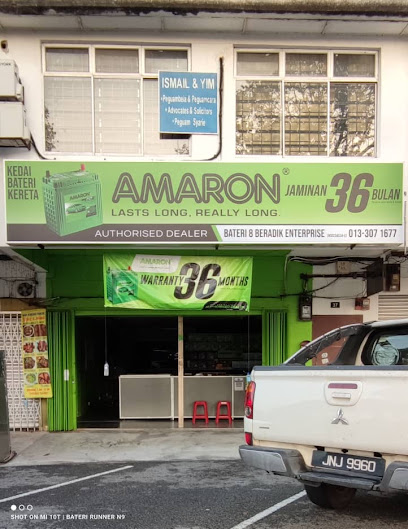 ISMAIL & YIM
•Peguambela & Peguamcara
•Advocates & Solicitors
•Peguam Syarie
KEDAI
BATERI
KERETA
AMARON®
LASTS LONG, REALLY LONG.
JAMINAN 36 BULAN
AUTHORISED DEALER
BATERI 8 BERADIK ENTERPRISE
013-307 1677
AMARON
WARRANTY 36 MONTHS
37
JNJ 9960
SHOT ON MI 10T | BATERI RUNNER N9